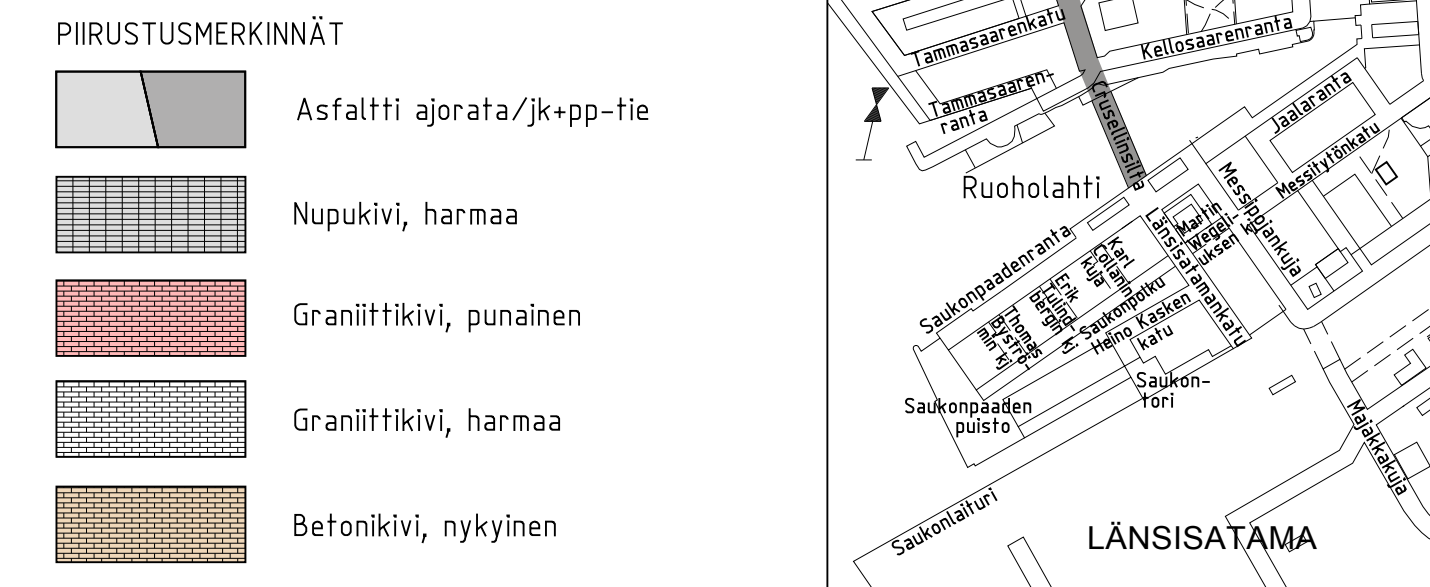 PIIRUSTUSMERKINNÄT
Asfaltti ajorata/jk+pp-tie
Nupukivi, harmaa
Graniittikivi, punainen
Graniittikivi, harmaa
Betonikivi, nykyinen
Tammasaarenkatu
Kellosaarenranta
Tammasaaren-
ranta
Crusellinsilta
Jaalaranta
Messitytönkatu
Ruoholahti
Messipojankuja
Martin
Wegeli-
uksen kj
Länsisatamankatu
Saukonpaadenranta
Karl
Collanin
kuja
Erik
Tulind-
bergin kj
Thomas
Byströ-
min kj
Saukonpolku
Heino Kasken
katu
Saukon-
tori
Saukonpaaden
puisto
Majakkakuja
Saukonlaituri
LÄNSISATAMA